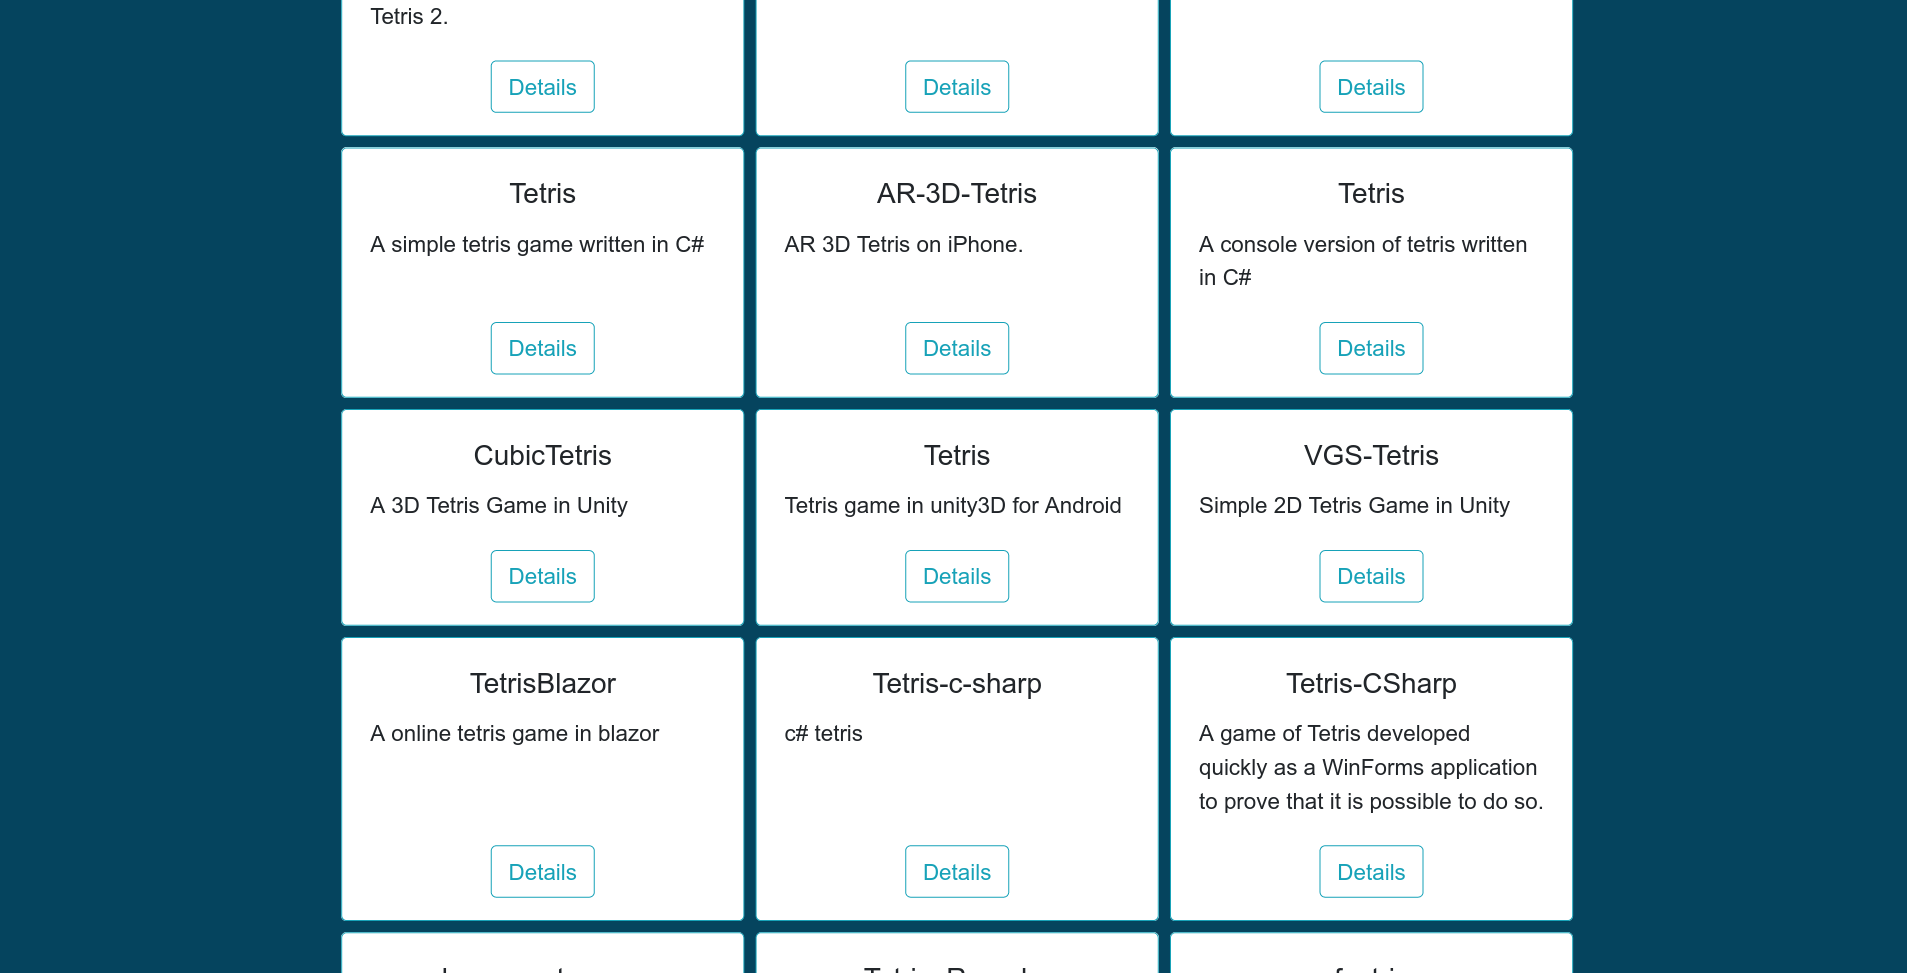 Tetris 2.
Details
Details
Details
Tetris
A simple tetris game written in C#
Details
AR-3D-Tetris
AR 3D Tetris on iPhone.
Details
Tetris
A console version of tetris written
in C#
Details
CubicTetris
A 3D Tetris Game in Unity
Details
Tetris
Tetris game in unity3D for Android
Details
VGS-Tetris
Simple 2D Tetris Game in Unity
Details
TetrisBlazor
A online tetris game in blazor
Details
Tetris-c-sharp
c# tetris
Details
Tetris-CSharp
A game of Tetris developed
quickly as a WinForms application
to prove that it is possible to do so.
Details